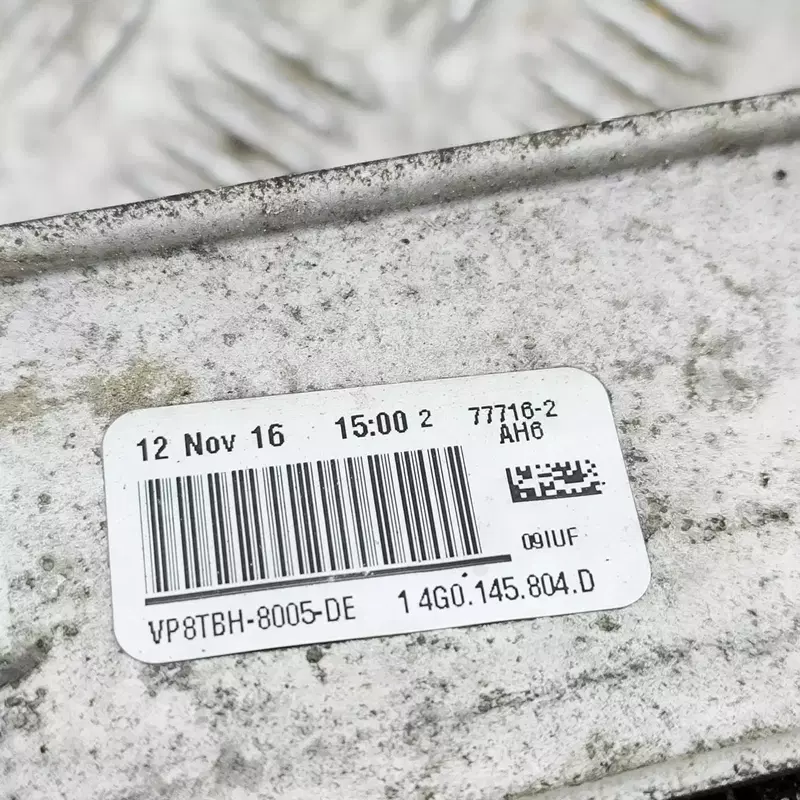 12 Nov 16 15:00 2 77716-2
AH6
09IUF
VP8TBH-8005-DE 1 4G0.145.804.D